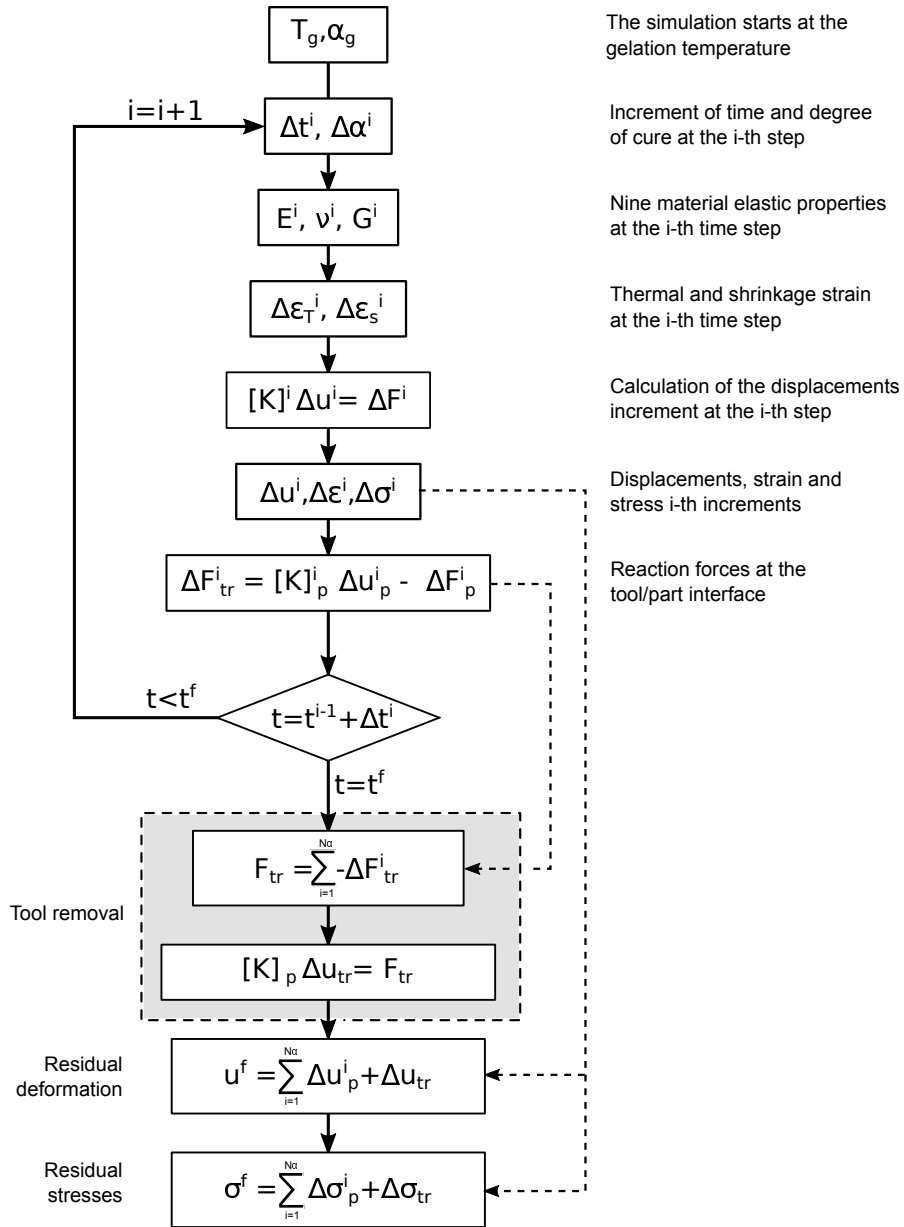 T_g,α_g
The simulation starts at the
gelation temperature
i=i+1
Δt^i, Δα^i
Increment of time and degree
of cure at the i-th step
E^i, ν^i, G^i
Nine material elastic properties
at the i-th time step
Δε_T^i, Δε_s^i
Thermal and shrinkage strain
at the i-th time step
[K]^i Δu^i= ΔF^i
Calculation of the displacements
increment at the i-th step
Δu^i,Δε^i,Δσ^i
Displacements, strain and
stress i-th increments
ΔF^i_tr = [K]^i_p Δu^i_p - ΔF^i_p
Reaction forces at the
tool/part interface
t<t^f
t=t^{i-1}+Δt^i
t=t^f
Tool removal
F_tr =∑_{i=1}^{Nα} -ΔF^i_tr
[K]_p Δu_tr= F_tr
Residual
deformation
u^f =∑_{i=1}^{Nα} Δu^i_p+Δu_tr
Residual
stresses
σ^f =∑_{i=1}^{Nα} Δσ^i_p+Δσ_tr